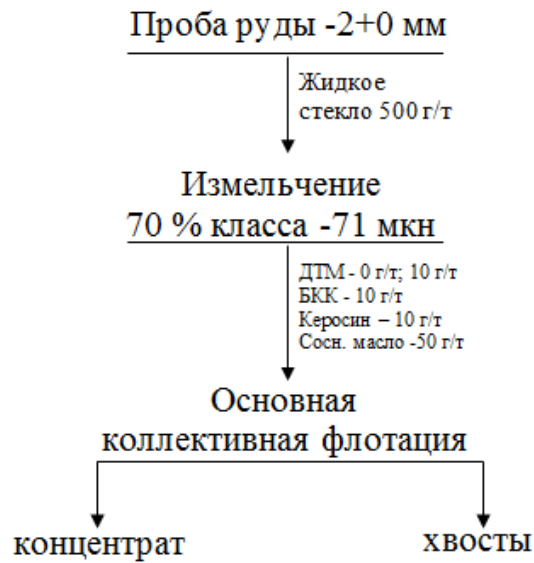 Проба руды -2+0 мм
Жидкое
стекло 500 г/т
Измельчение
70 % класса -71 мкн
ДТМ - 0 г/т; 10 г/т
БКК - 10 г/т
Керосин – 10 г/т
Сосн. масло -50 г/т
Основная
коллективная флотация
концентрат
хвосты